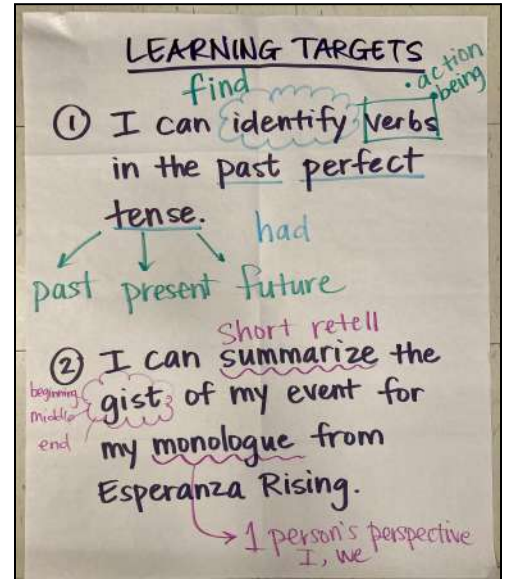 LEARNING TARGETS
find
• action
• being
① I can identify verbs
in the past perfect
tense.
had
past present future
short retell
② I can summarize the
beginning
middle
end
gist of my event for
my monologue from
Esperanza Rising.
1 person's perspective
I, we